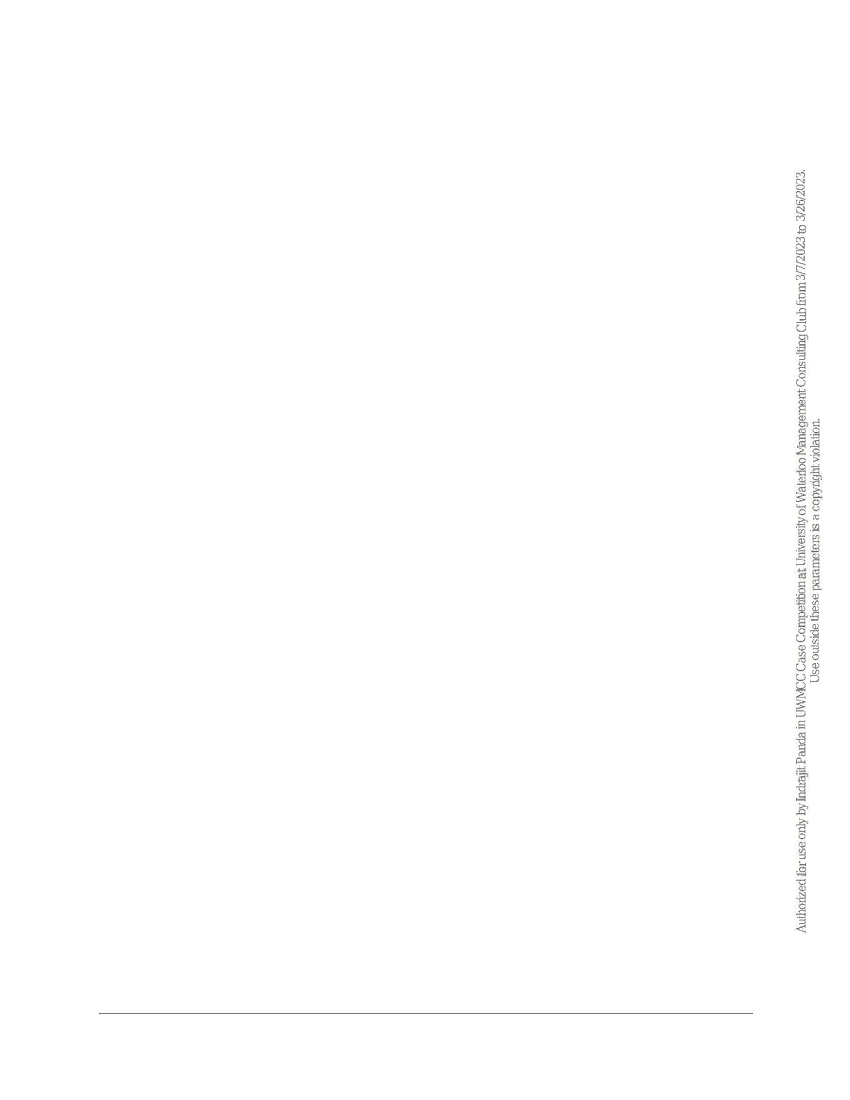 Authorized for use only by Indrajit Panda in UWMCC Case Competition at University of Waterloo Management Consulting Club from 3/7/2023 to 3/26/2023.
Use outside these parameters is a copyright violation.